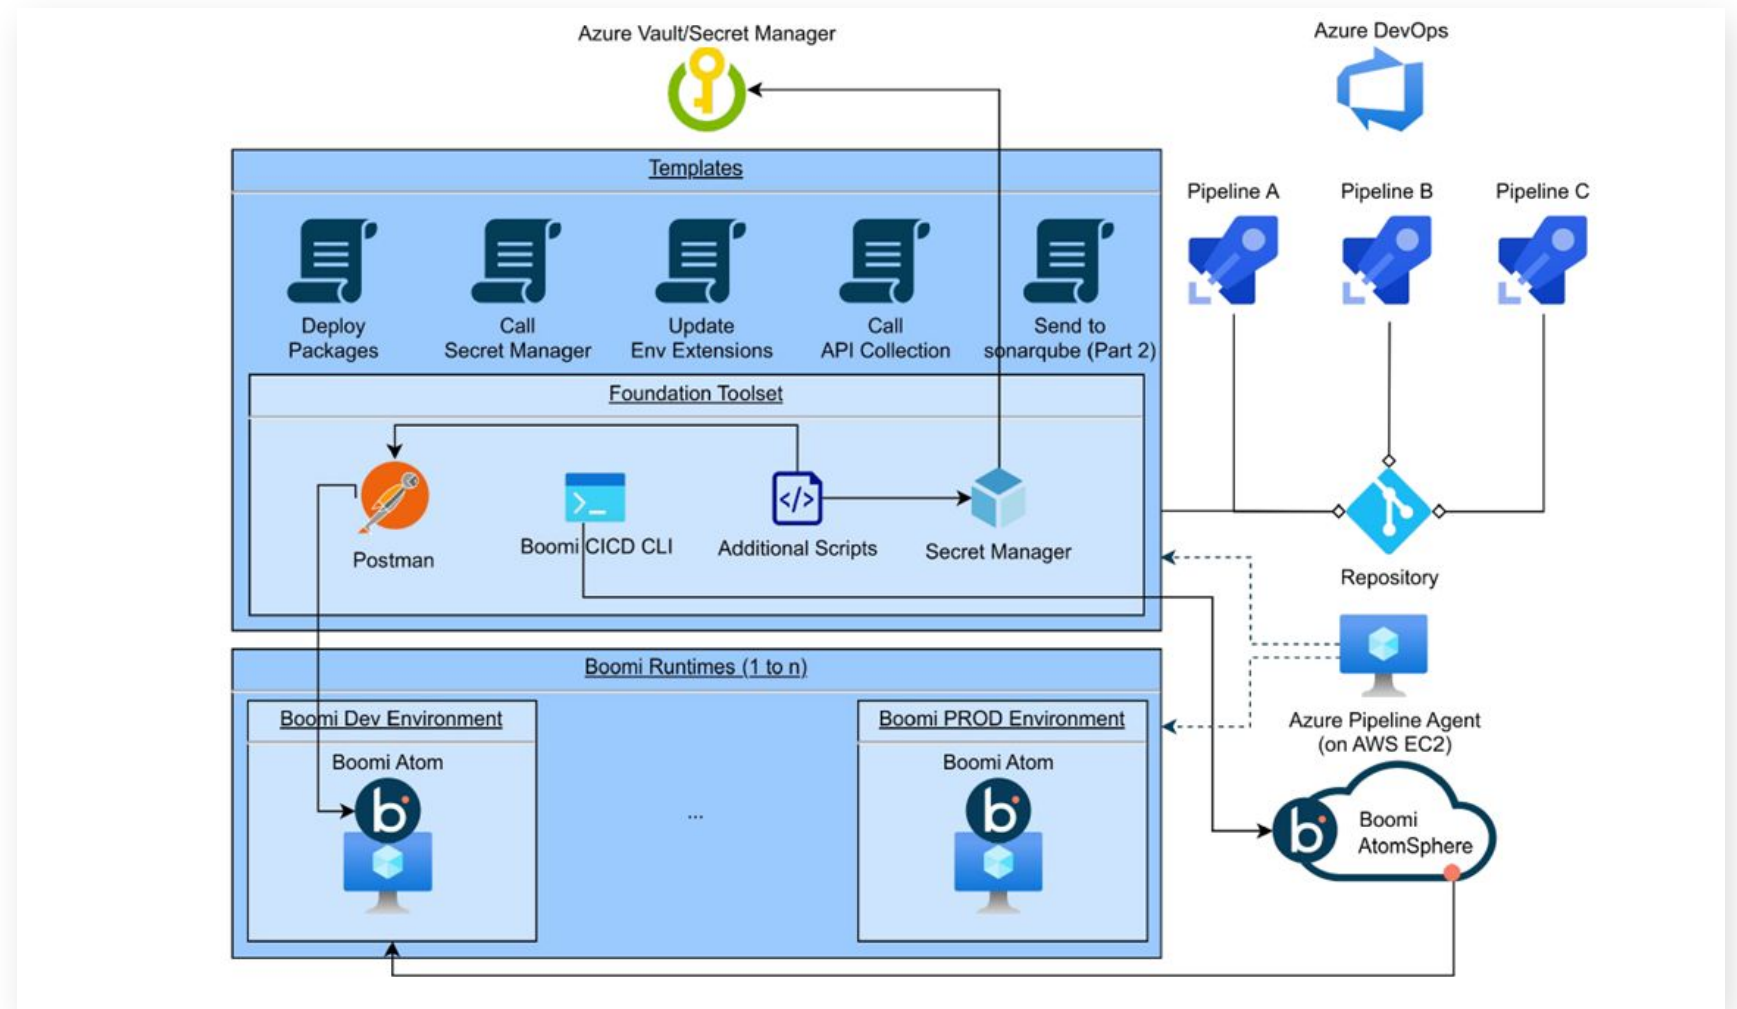 Azure Vault/Secret Manager
Azure DevOps
Templates
Pipeline A
Pipeline B
Pipeline C
Deploy
Packages
Call
Secret Manager
Update
Env Extensions
Call
API Collection
Send to
sonarqube (Part 2)
Foundation Toolset
Postman
Boomi CICD CLI
Additional Scripts
Secret Manager
Repository
Boomi Runtimes (1 to n)
Boomi Dev Environment
Boomi Atom
b
...
Boomi PROD Environment
Boomi Atom
b
Azure Pipeline Agent
(on AWS EC2)
b
Boomi
AtomSphere